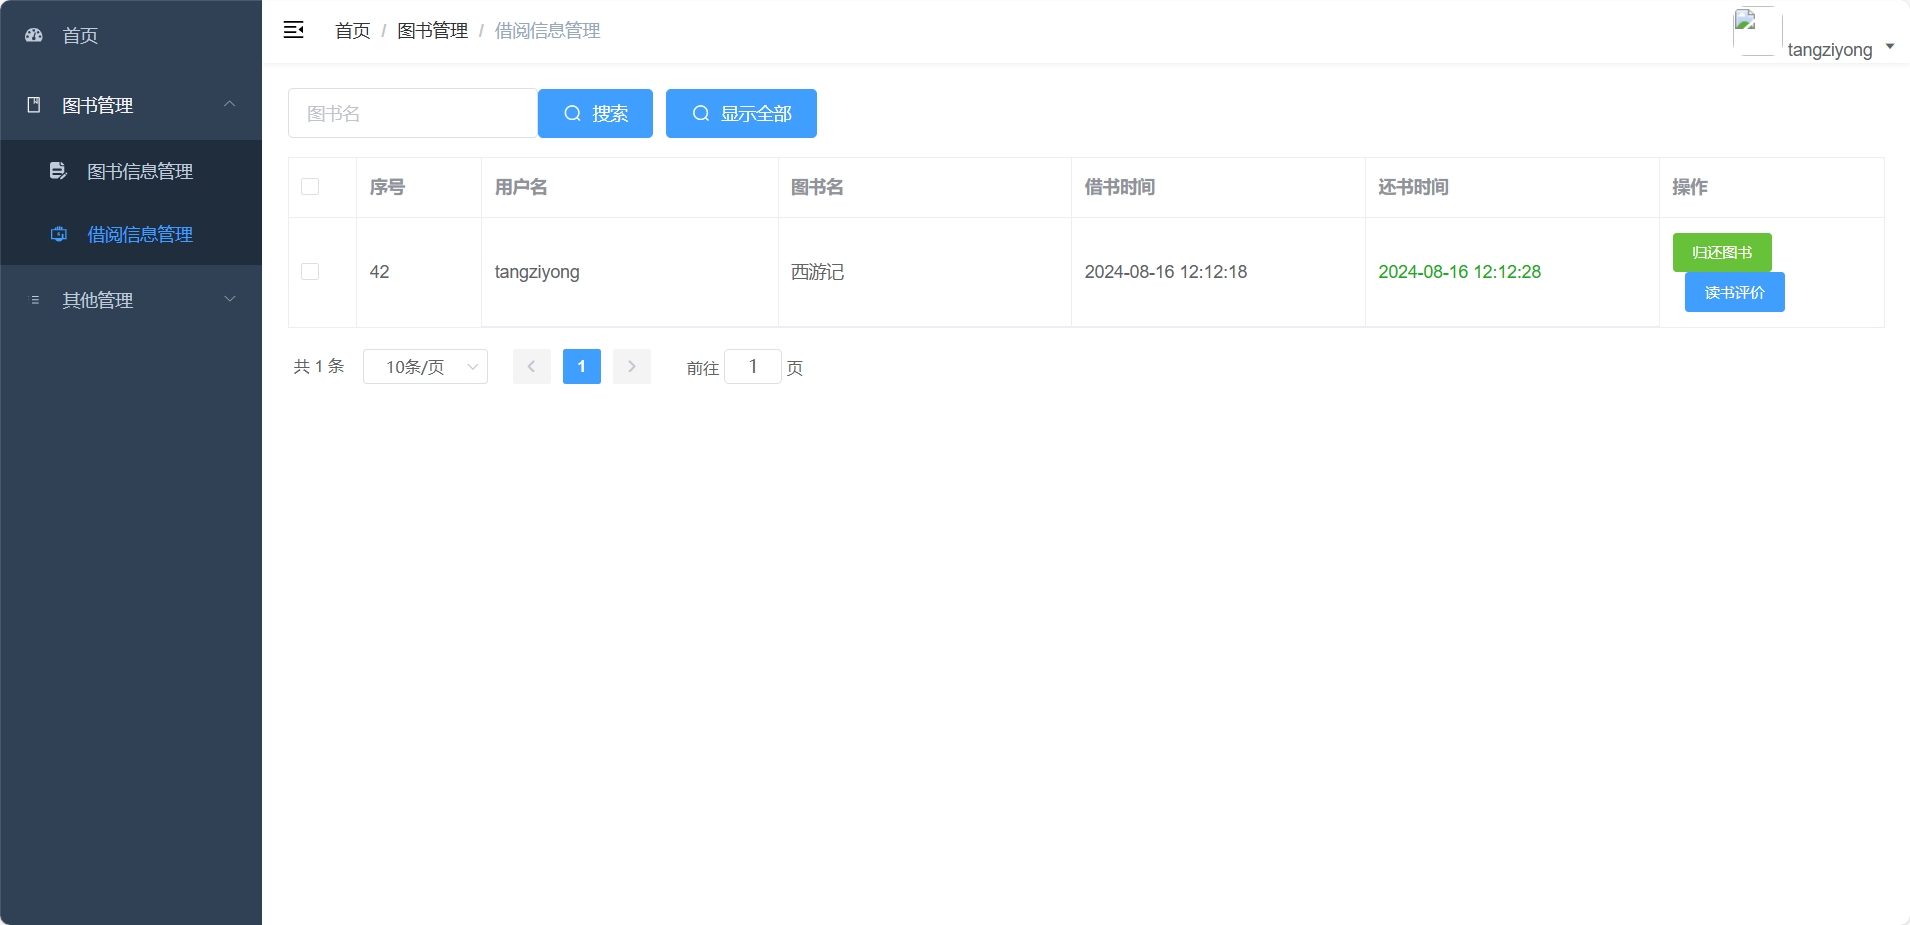 首页
图书管理
图书信息管理
借阅信息管理
其他管理
首页 / 图书管理 / 借阅信息管理
tangziyong
图书名 搜索 显示全部
序号 用户名 图书名 借书时间 还书时间 操作
42 tangziyong 西游记 2024-08-16 12:12:18 2024-08-16 12:12:28 归还图书
读书评价
共 1 条 10条/页 1 前往 1 页